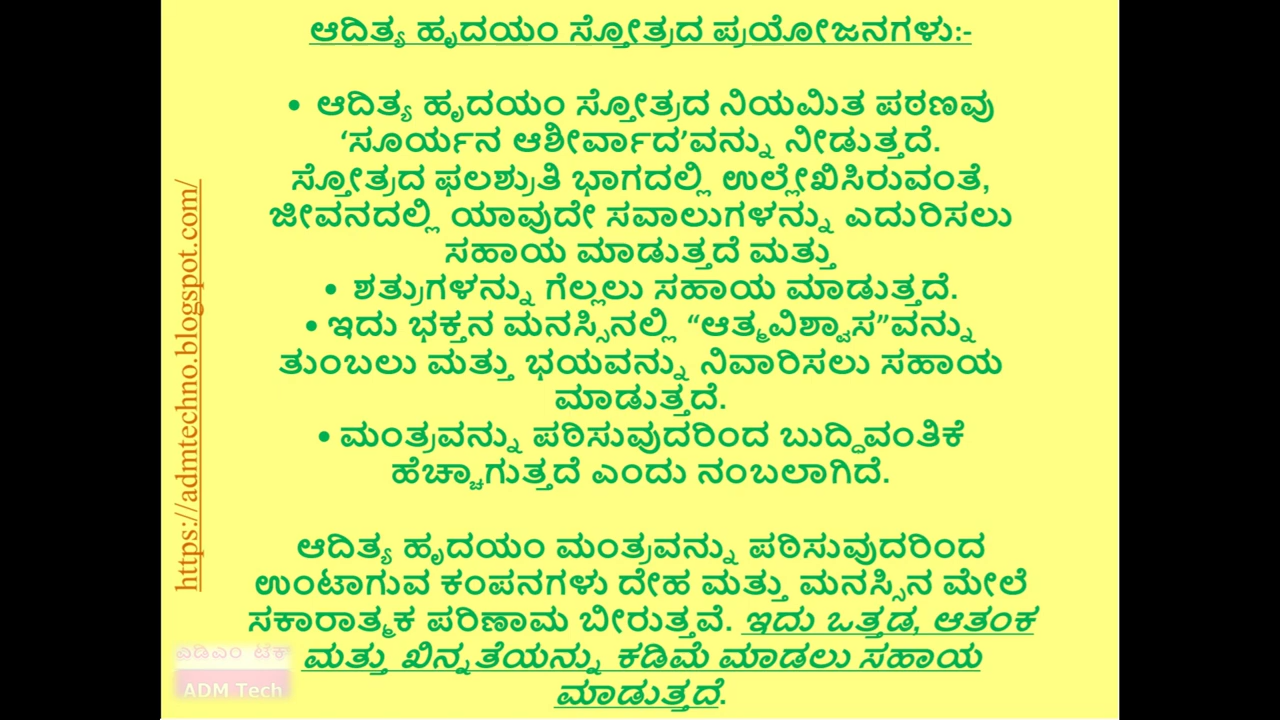 ಆದಿತ್ಯ ಹೃದಯಂ ಸ್ತೋತ್ರದ ಪ್ರಯೋಜನಗಳು:-
• ಆದಿತ್ಯ ಹೃದಯಂ ಸ್ತೋತ್ರದ ನಿಯಮಿತ ಪಠಣವು
‘ಸೂರ್ಯನ ಆಶೀರ್ವಾದ’ವನ್ನು ನೀಡುತ್ತದೆ.
ಸ್ತೋತ್ರದ ಫಲಶ್ರುತಿ ಭಾಗದಲ್ಲಿ ಉಲ್ಲೇಖಿಸಿರುವಂತೆ,
ಜೀವನದಲ್ಲಿ ಯಾವುದೇ ಸವಾಲುಗಳನ್ನು ಎದುರಿಸಲು
ಸಹಾಯ ಮಾಡುತ್ತದೆ ಮತ್ತು
• ಶತ್ರುಗಳನ್ನು ಗೆಲ್ಲಲು ಸಹಾಯ ಮಾಡುತ್ತದೆ.
• ಇದು ಭಕ್ತನ ಮನಸ್ಸಿನಲ್ಲಿ “ಆತ್ಮವಿಶ್ವಾಸ”ವನ್ನು
ತುಂಬಲು ಮತ್ತು ಭಯವನ್ನು ನಿವಾರಿಸಲು ಸಹಾಯ
ಮಾಡುತ್ತದೆ.
• ಮಂತ್ರವನ್ನು ಪಠಿಸುವುದರಿಂದ ಬುದ್ದಿವಂತಿಕೆ
ಹೆಚ್ಚಾಗುತ್ತದೆ ಎಂದು ನಂಬಲಾಗಿದೆ.
ಆದಿತ್ಯ ಹೃದಯಂ ಮಂತ್ರವನ್ನು ಪಠಿಸುವುದರಿಂದ
ಉಂಟಾಗುವ ಕಂಪನಗಳು ದೇಹ ಮತ್ತು ಮನಸ್ಸಿನ ಮೇಲೆ
ಸಕಾರಾತ್ಮಕ ಪರಿಣಾಮ ಬೀರುತ್ತವೆ. ಇದು ಒತ್ತಡ, ಆತಂಕ
ಮತ್ತು ಖಿನ್ನತೆಯನ್ನು ಕಡಿಮೆ ಮಾಡಲು ಸಹಾಯ
ಮಾಡುತ್ತದೆ.
https://admtechno.blogspot.com/
ಎಡಿಎಂ
ADM Tech